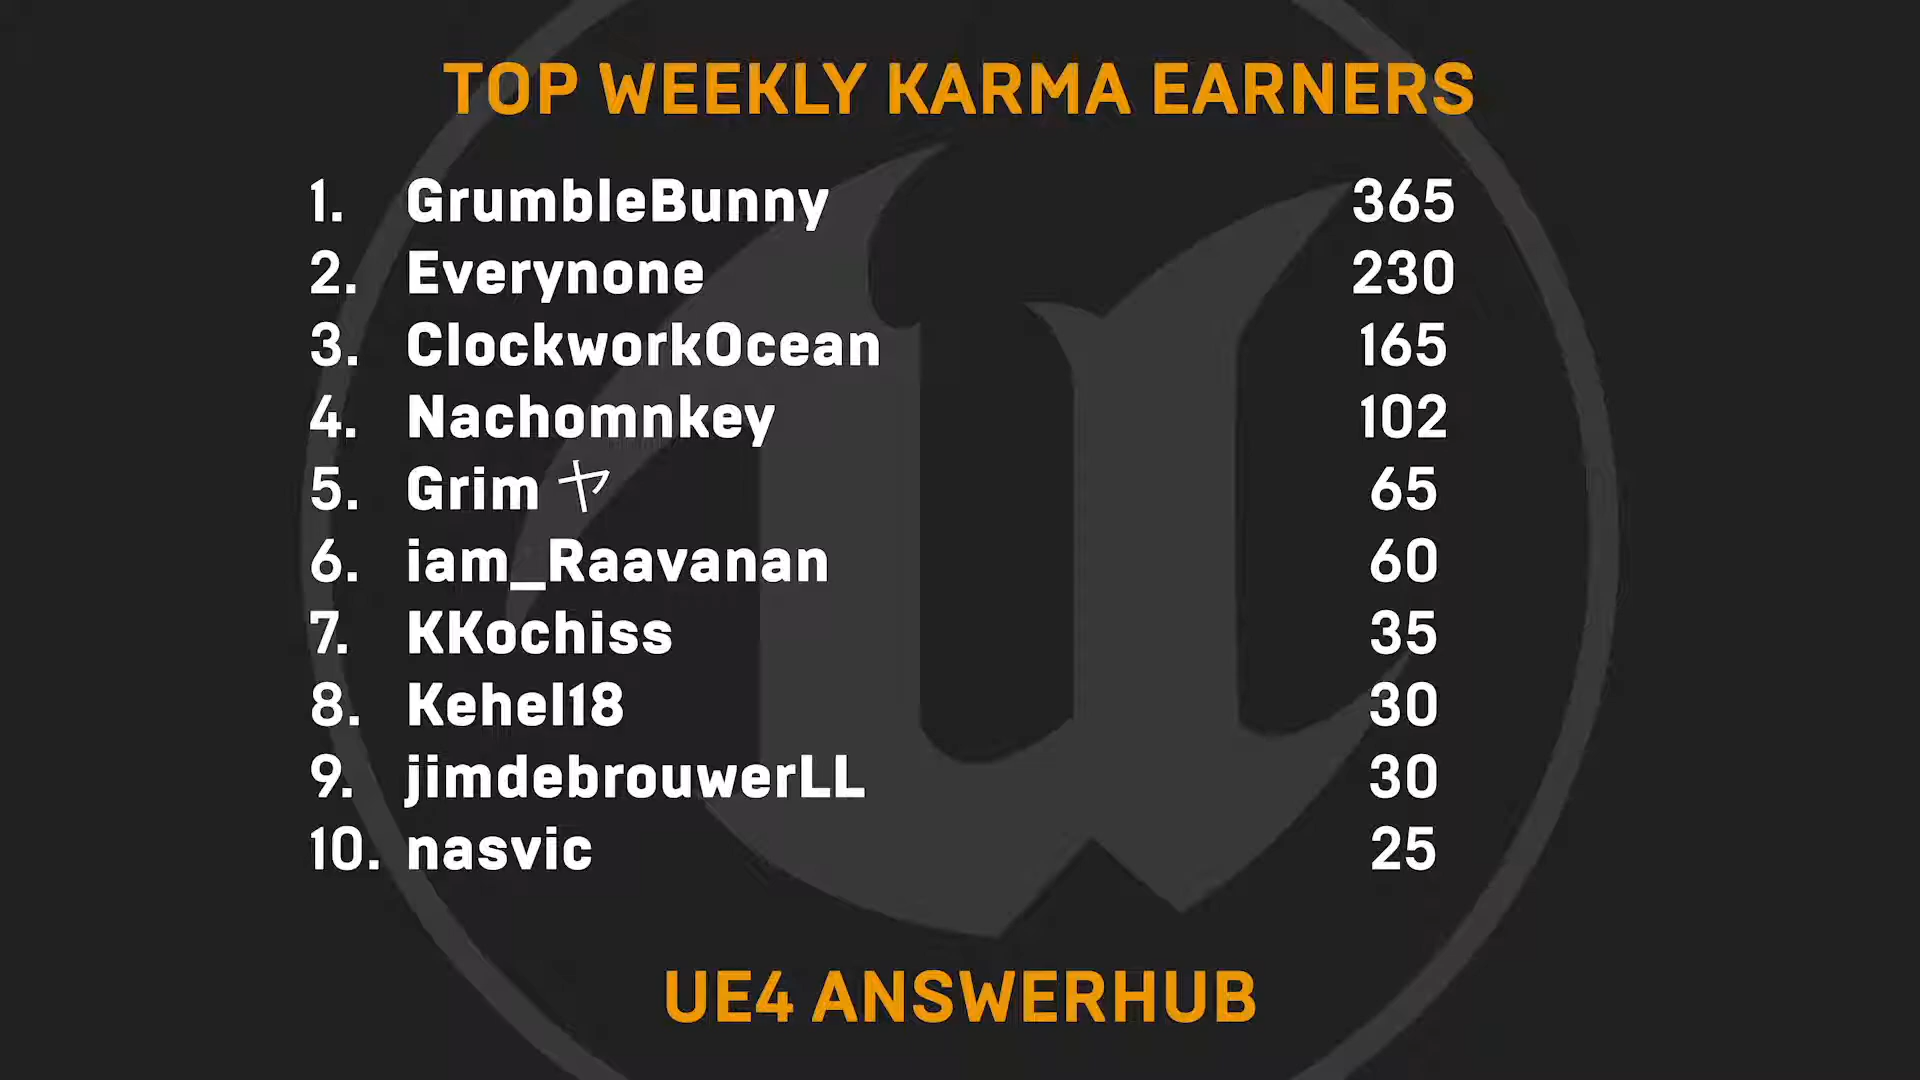 TOP WEEKLY KARMA EARNERS
1. GrumbleBunny 365
2. Everynone 230
3. ClockworkOcean 165
4. Nachomnkey 102
5. Grim ヤ 65
6. iam_Raavanan 60
7. KKochiss 35
8. Kehel18 30
9. jimdebrouwerLL 30
10. nasvic 25
UE4 ANSWERHUB